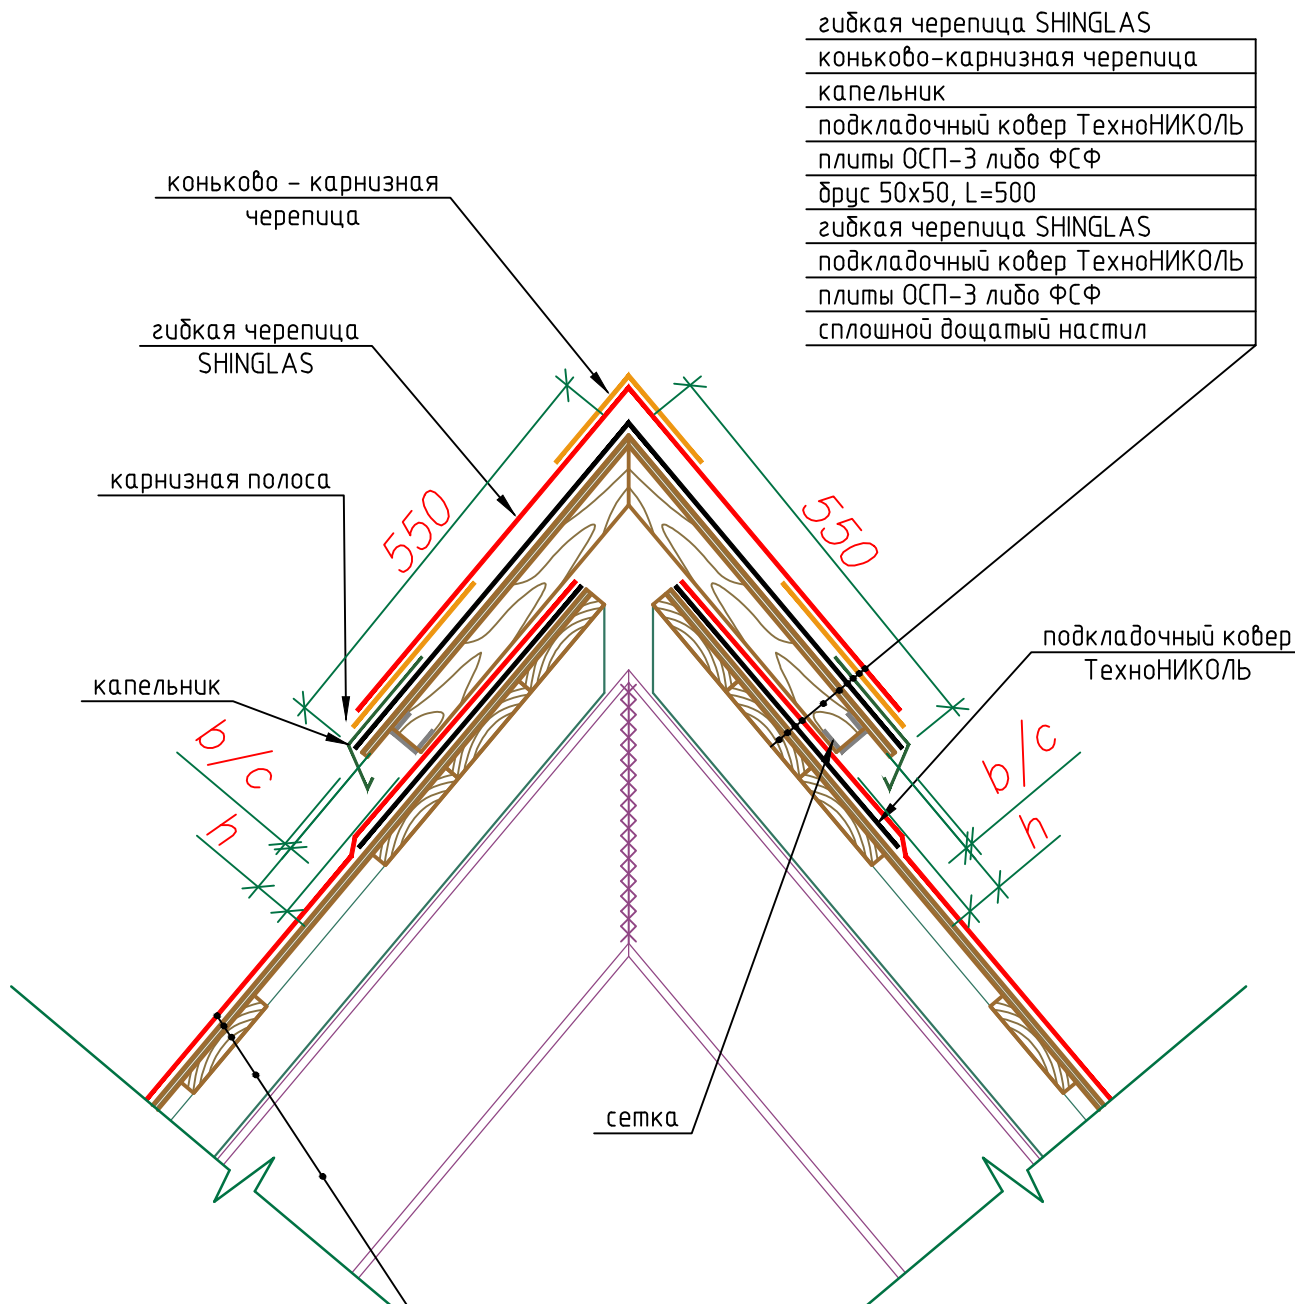 гибкая черепица SHINGLAS
коньково-карнизная черепица
капельник
подкладочный ковер ТехноНИКОЛЬ
плиты ОСП-3 либо ФСФ
брус 50х50, L=500
гибкая черепица SHINGLAS
подкладочный ковер ТехноНИКОЛЬ
плиты ОСП-3 либо ФСФ
сплошной дощатый настил
коньково - карнизная
черепица
гибкая черепица
SHINGLAS
карнизная полоса
550
550
подкладочный ковер
ТехноНИКОЛЬ
капельник
b/c
b/c
h
h
сетка